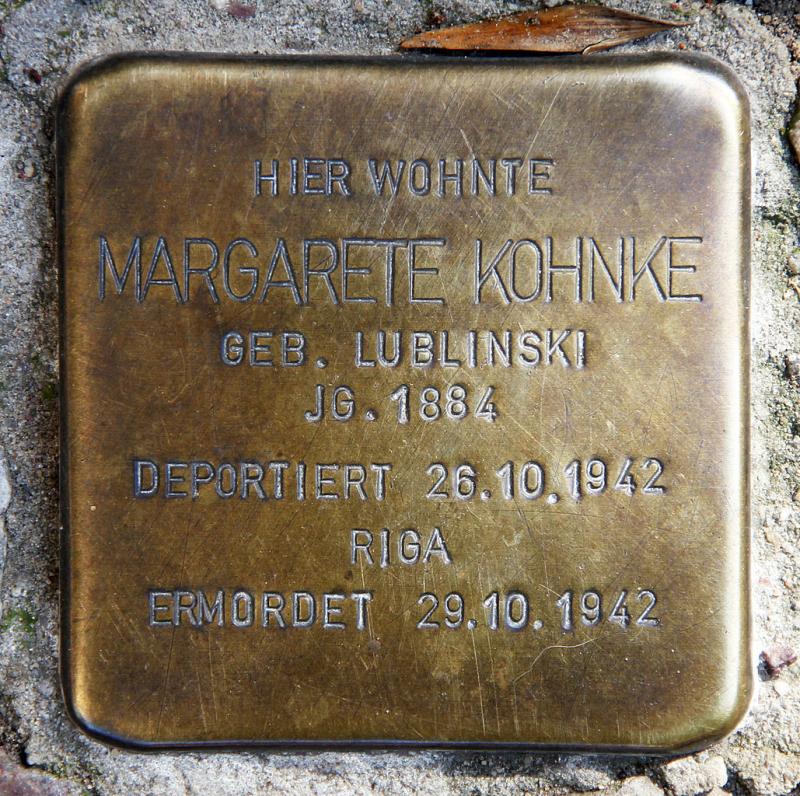 HIER WOHNTE
MARGARETE KOHNKE
GEB. LUBLINSKI
JG. 1884
DEPORTIERT 26.10.1942
RIGA
ERMORDET 29.10.1942